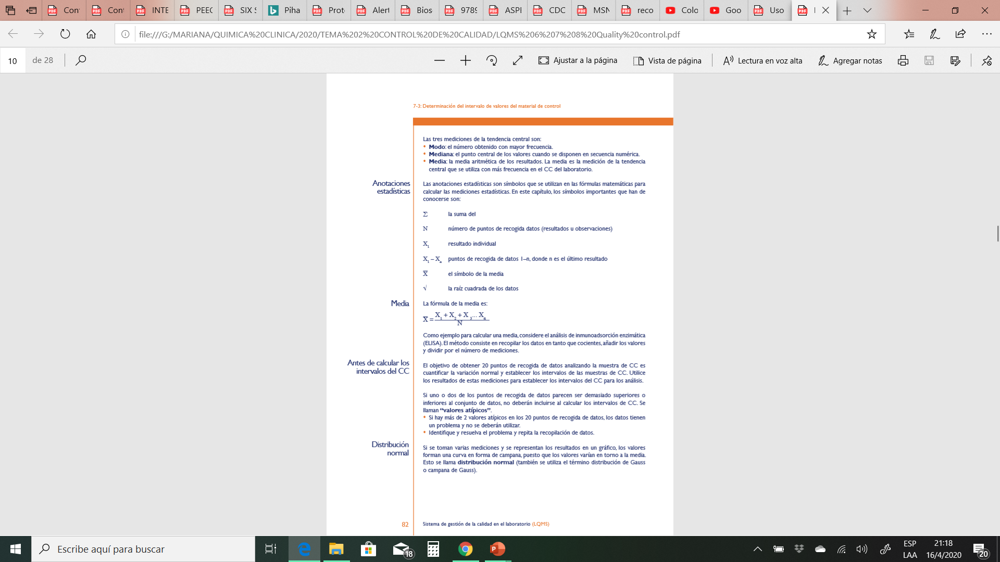 Con
Con
INTE
PEEC
SIX S
Piha
Prot
Alert
Bios
9789
ASPI
CDC
MSN
reco
Colo
Goo
Uso
file:///G:/MARIANA/QUIMICA%20CLINICA/2020/TEMA%202%20CONTROL%20DE%20CALIDAD/LQMS%206%207%208%20Quality%20control.pdf
10 de 28
Ajustar a la página
Vista de página
Lectura en voz alta
Agregar notas
7-3: Determinación del intervalo de valores del material de control
Las tres mediciones de la tendencia central son:
• Modo: el número obtenido con mayor frecuencia.
• Mediana: el punto central de los valores cuando se disponen en secuencia numérica.
• Media: la media aritmética de los resultados. La media es la medición de la tendencia
central que se utiliza con más frecuencia en el CC del laboratorio.
Anotaciones
estadísticas
Las anotaciones estadísticas son símbolos que se utilizan en las fórmulas matemáticas para
calcular las mediciones estadísticas. En este capítulo, los símbolos importantes que han de
conocerse son:
Σ la suma del
N número de puntos de recogida datos (resultados u observaciones)
X₁ resultado individual
X₁ – Xₙ puntos de recogida de datos 1–n, donde n es el último resultado
X̅ el símbolo de la media
√ la raíz cuadrada de los datos
Media
La fórmula de la media es:
X̅ = X₁ + X₂ + X ₃... Xₙ
N
Como ejemplo para calcular una media, considere el análisis de inmunoadsorción enzimática
(ELISA). El método consiste en recopilar los datos en tanto que cocientes, añadir los valores
y dividir por el número de mediciones.
Antes de calcular los
intervalos del CC
El objetivo de obtener 20 puntos de recogida de datos analizando la muestra de CC es
cuantificar la variación normal y establecer los intervalos de las muestras de CC. Utilice
los resultados de estas mediciones para establecer los intervalos del CC para los análisis.
Si uno o dos de los puntos de recogida de datos parecen ser demasiado superiores o
inferiores al conjunto de datos, no deberán incluirse al calcular los intervalos de CC. Se
llaman “valores atípicos”.
• Si hay más de 2 valores atípicos en los 20 puntos de recogida de datos, los datos tienen
un problema y no se deberán utilizar.
• Identifique y resuelva el problema y repita la recopilación de datos.
Distribución
normal
Si se toman varias mediciones y se representan los resultados en un gráfico, los valores
forman una curva en forma de campana, puesto que los valores varían en torno a la media.
Esto se llama distribución normal (también se utiliza el término distribución de Gauss
o campana de Gauss).
82
Sistema de gestión de la calidad en el laboratorio (LQMS)
Escribe aquí para buscar
18
ESP
LAA
21:18
16/4/2020
20